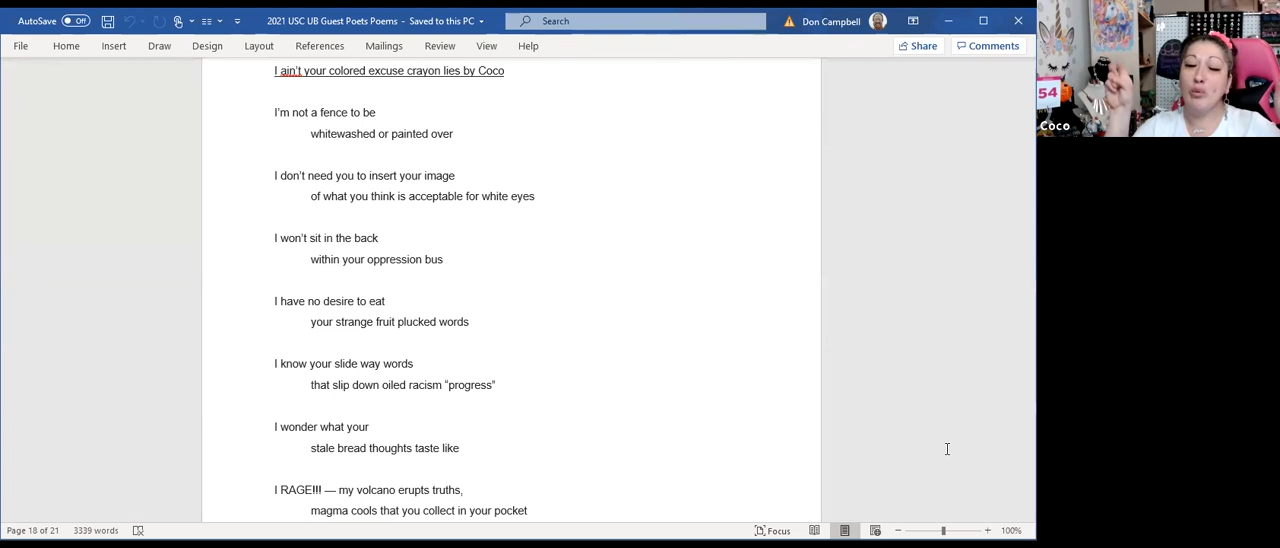 AutoSave Off 2021 USC UB Guest Poets Poems - Saved to this PC Search Don Campbell
File Home Insert Draw Design Layout References Mailings Review View Help Share Comments
I ain't your colored excuse crayon lies by Coco
I'm not a fence to be
whitewashed or painted over
I don't need you to insert your image
of what you think is acceptable for white eyes
I won't sit in the back
within your oppression bus
I have no desire to eat
your strange fruit plucked words
I know your slide way words
that slip down oiled racism “progress”
I wonder what your
stale bread thoughts taste like
I RAGE!!! — my volcano erupts truths,
magma cools that you collect in your pocket
Page 18 of 21 3339 words Focus 100%
54
Coco